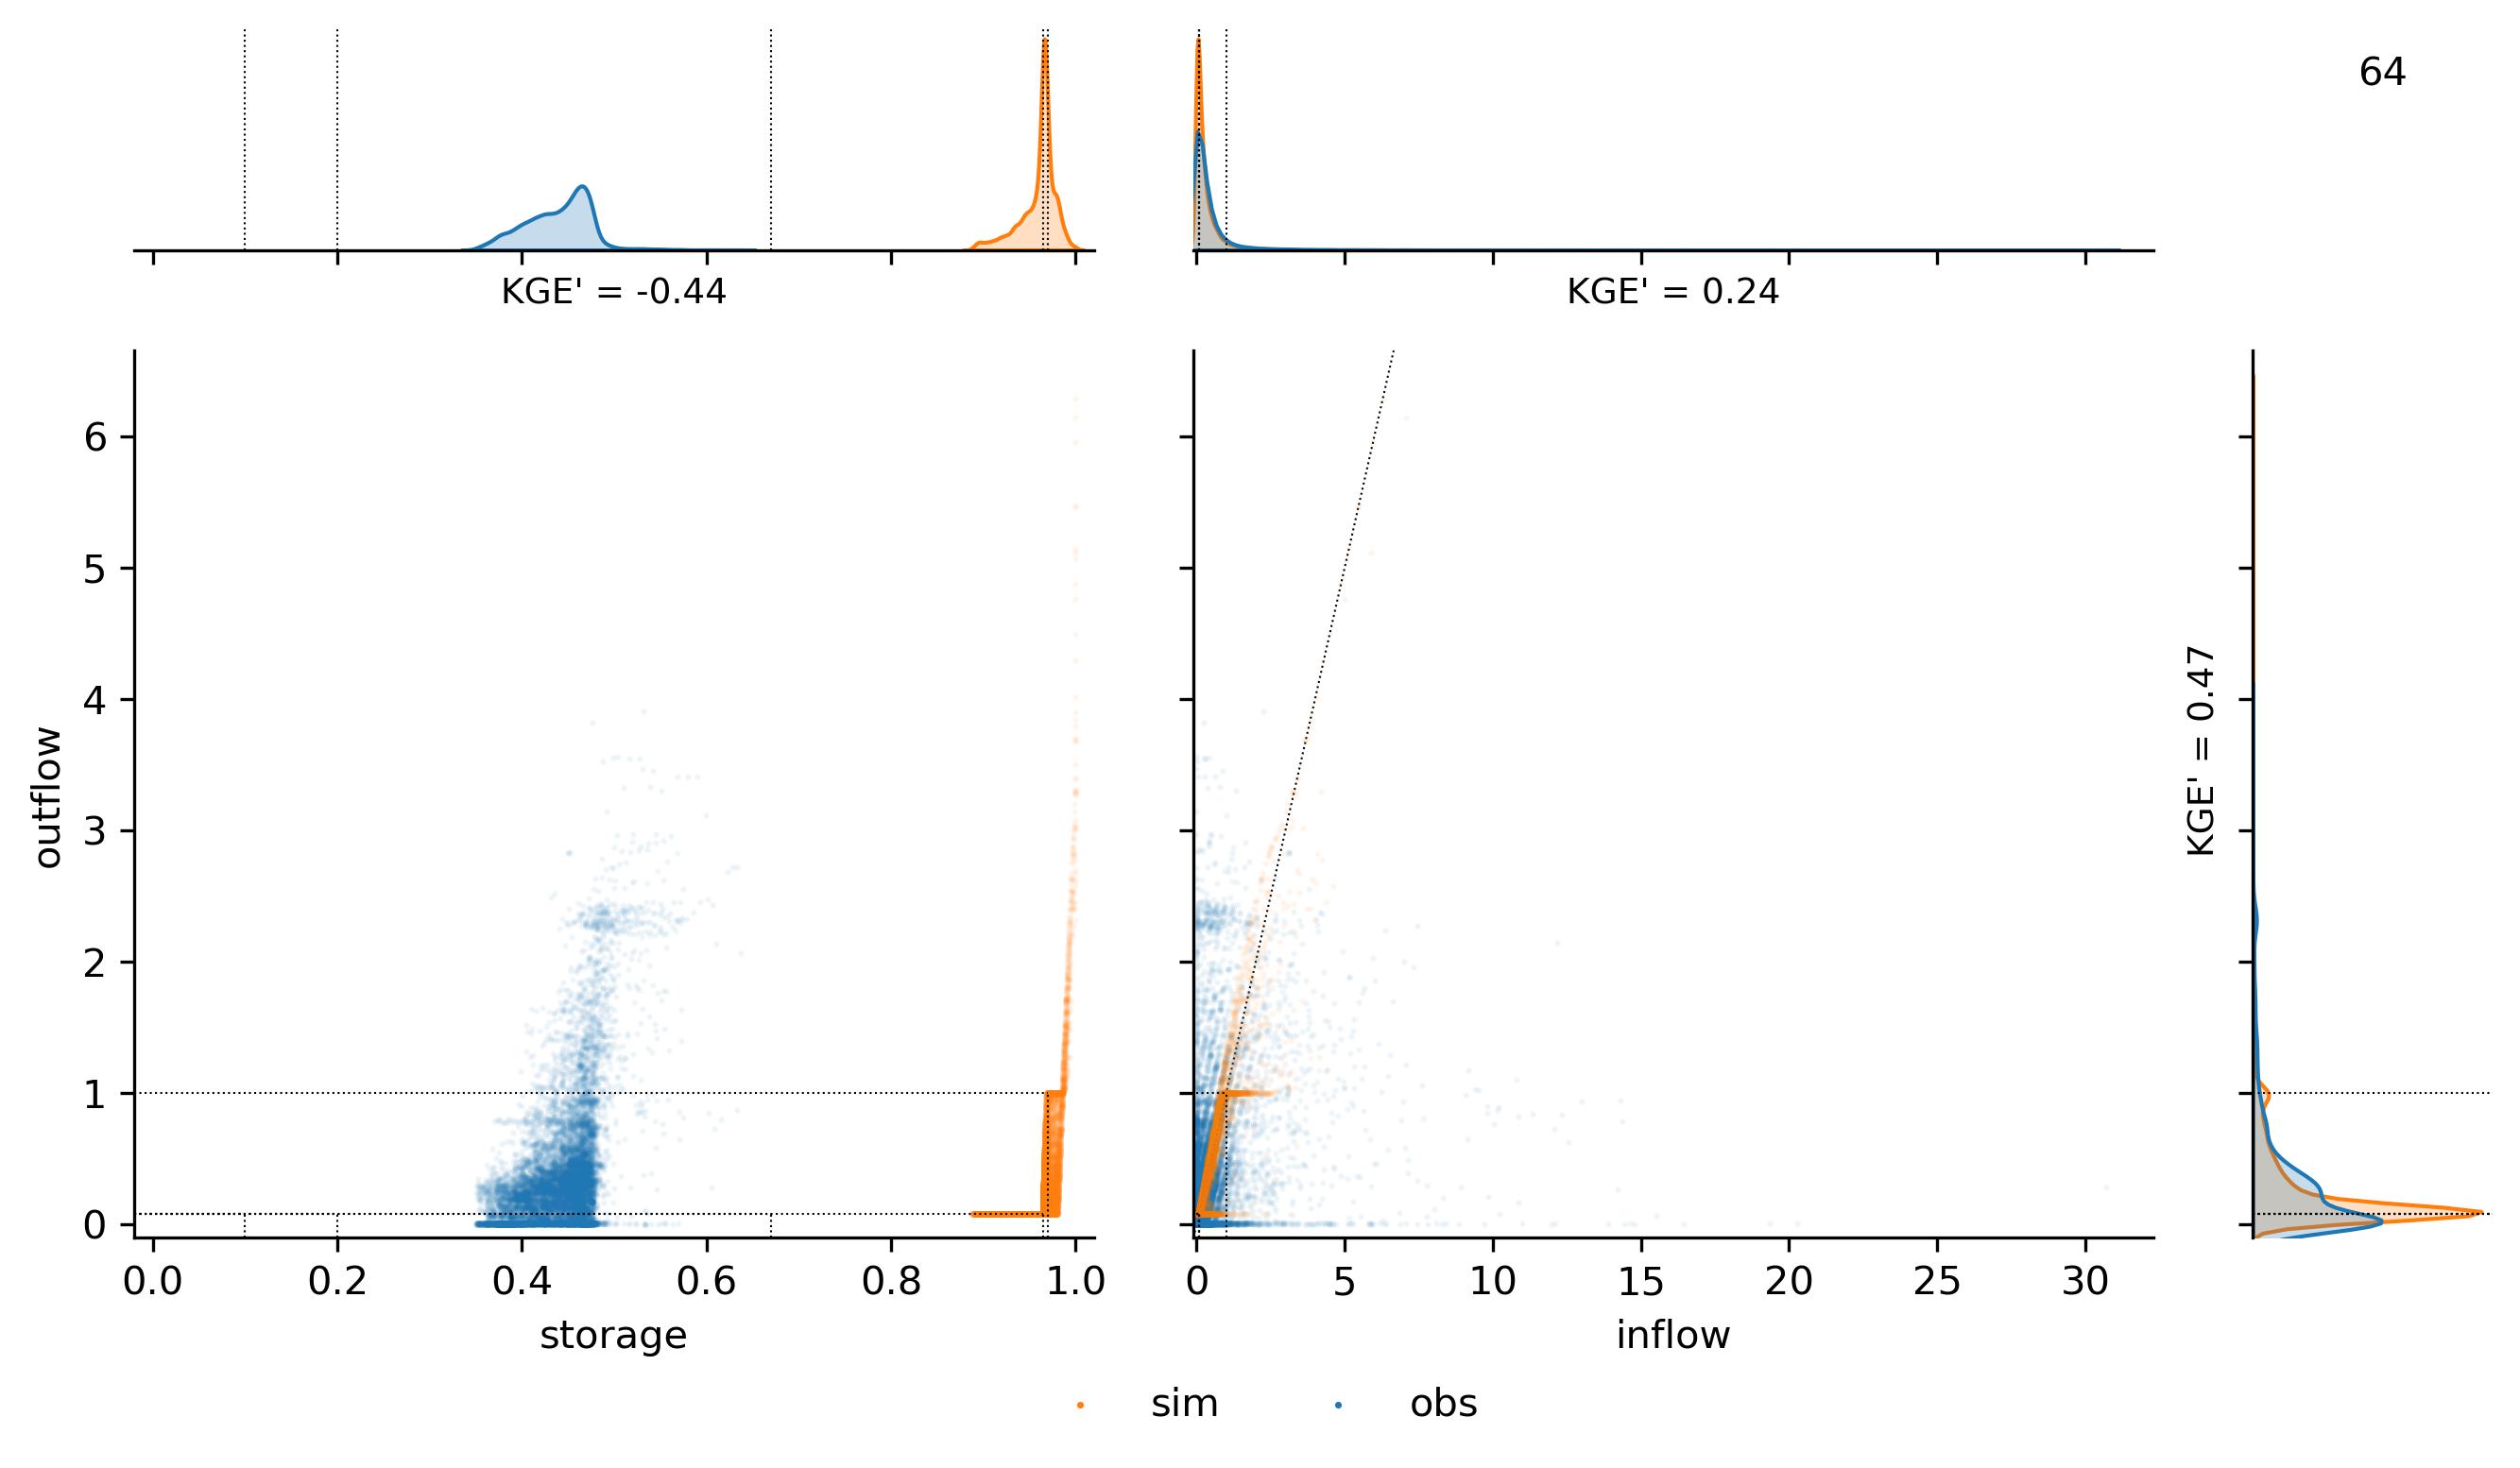 64
KGE' = -0.44
KGE' = 0.24
outflow
6
5
4
3
2
1
0
KGE' = 0.47
0.0 0.2 0.4 0.6 0.8 1.0
0 5 10 15 20 25 30
storage
inflow
sim obs